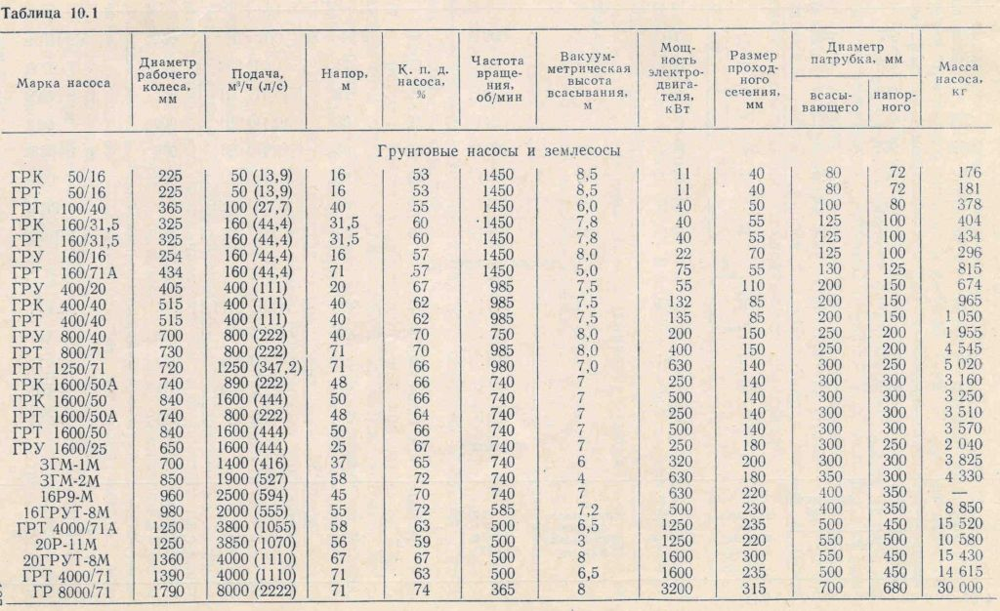 Таблица 10.1
Марка насоса | Диаметр рабочего колеса, мм | Подача, м³/ч (л/с) | Напор, м | К. п. д. насоса, % | Частота враще- ния, об/мин | Вакуум- метрическая высота всасывания, м | Мощ- ность электро- двига- теля, кВт | Размер проход- ного сечения, мм | Диаметр патрубка, мм всасы- вающего | напор- ного | Масса насоса, кг
Грунтовые насосы и землесосы
ГРК 50/16 225 50 (13,9) 16 53 1450 8,5 11 40 80 72 176
ГРТ 50/16 225 50 (13,9) 16 53 1450 8,5 11 40 80 72 181
ГРТ 100/40 365 100 (27,7) 40 55 1450 6,0 40 50 100 80 378
ГРК 160/31,5 325 160 (44,4) 31,5 60 1450 7,8 40 55 125 100 404
ГРТ 160/31,5 325 160 (44,4) 31,5 60 1450 7,8 40 55 125 100 434
ГРУ 160/16 254 160 /44,4) 16 57 1450 8,0 22 70 125 100 296
ГРТ 160/71А 434 160 (44,4) 71 57 1450 5,0 75 55 130 125 815
ГРУ 400/20 405 400 (111) 20 67 985 7,5 55 110 200 150 674
ГРК 400/40 515 400 (111) 40 62 985 7,5 132 85 200 150 965
ГРТ 400/40 515 400 (111) 40 62 985 7,5 135 85 200 150 1 050
ГРУ 800/40 700 800 (222) 40 70 750 8,0 200 150 250 200 1 955
ГРТ 800/71 730 800 (222) 71 70 985 8,0 400 150 250 200 4 545
ГРТ 1250/71 720 1250 (347,2) 71 66 980 7,0 630 140 300 250 5 020
ГРК 1600/50А 740 890 (222) 48 66 740 7 250 140 300 300 3 160
ГРК 1600/50 840 1600 (444) 50 66 740 7 500 140 300 300 3 250
ГРТ 1600/50А 740 800 (222) 48 64 740 7 250 140 300 300 3 510
ГРТ 1600/50 840 1600 (444) 50 66 740 7 500 140 300 300 3 570
ГРУ 1600/25 650 1600 (444) 25 67 740 7 250 180 300 250 2 040
3ГМ-1М 700 1400 (416) 37 65 740 6 320 200 300 300 3 825
3ГМ-2М 850 1900 (527) 58 72 740 4 630 180 350 300 4 330
16Р9-М 960 2500 (594) 45 70 740 7 630 220 400 350 —
16ГРУТ-8М 980 2000 (555) 55 72 585 7,2 500 230 400 350 8 850
ГРТ 4000/71А 1250 3800 (1055) 58 63 500 6,5 1250 235 500 450 15 520
20Р-11М 1250 3850 (1070) 56 59 500 3 1250 220 550 500 10 580
20ГРУТ-8М 1360 4000 (1110) 67 67 500 8 1600 300 550 450 15 430
ГРТ 4000/71 1390 4000 (1110) 71 63 500 6,5 1600 235 500 450 14 615
ГР 8000/71 1790 8000 (2222) 71 74 365 8 3200 315 700 680 30 000